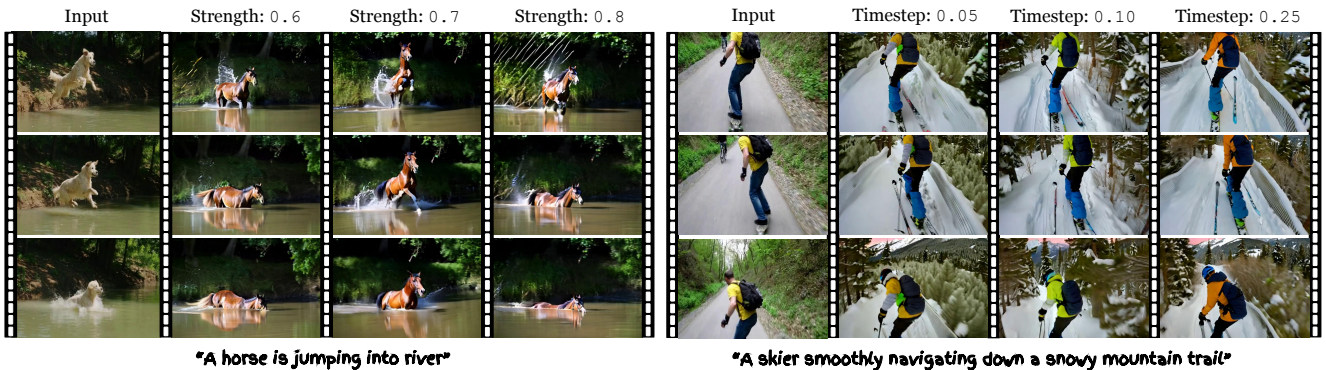 Input Strength: 0.6 Strength: 0.7 Strength: 0.8 Input Timestep: 0.05 Timestep: 0.10 Timestep: 0.25
"A horse is jumping into river" "A skier smoothly navigating down a snowy mountain trail"